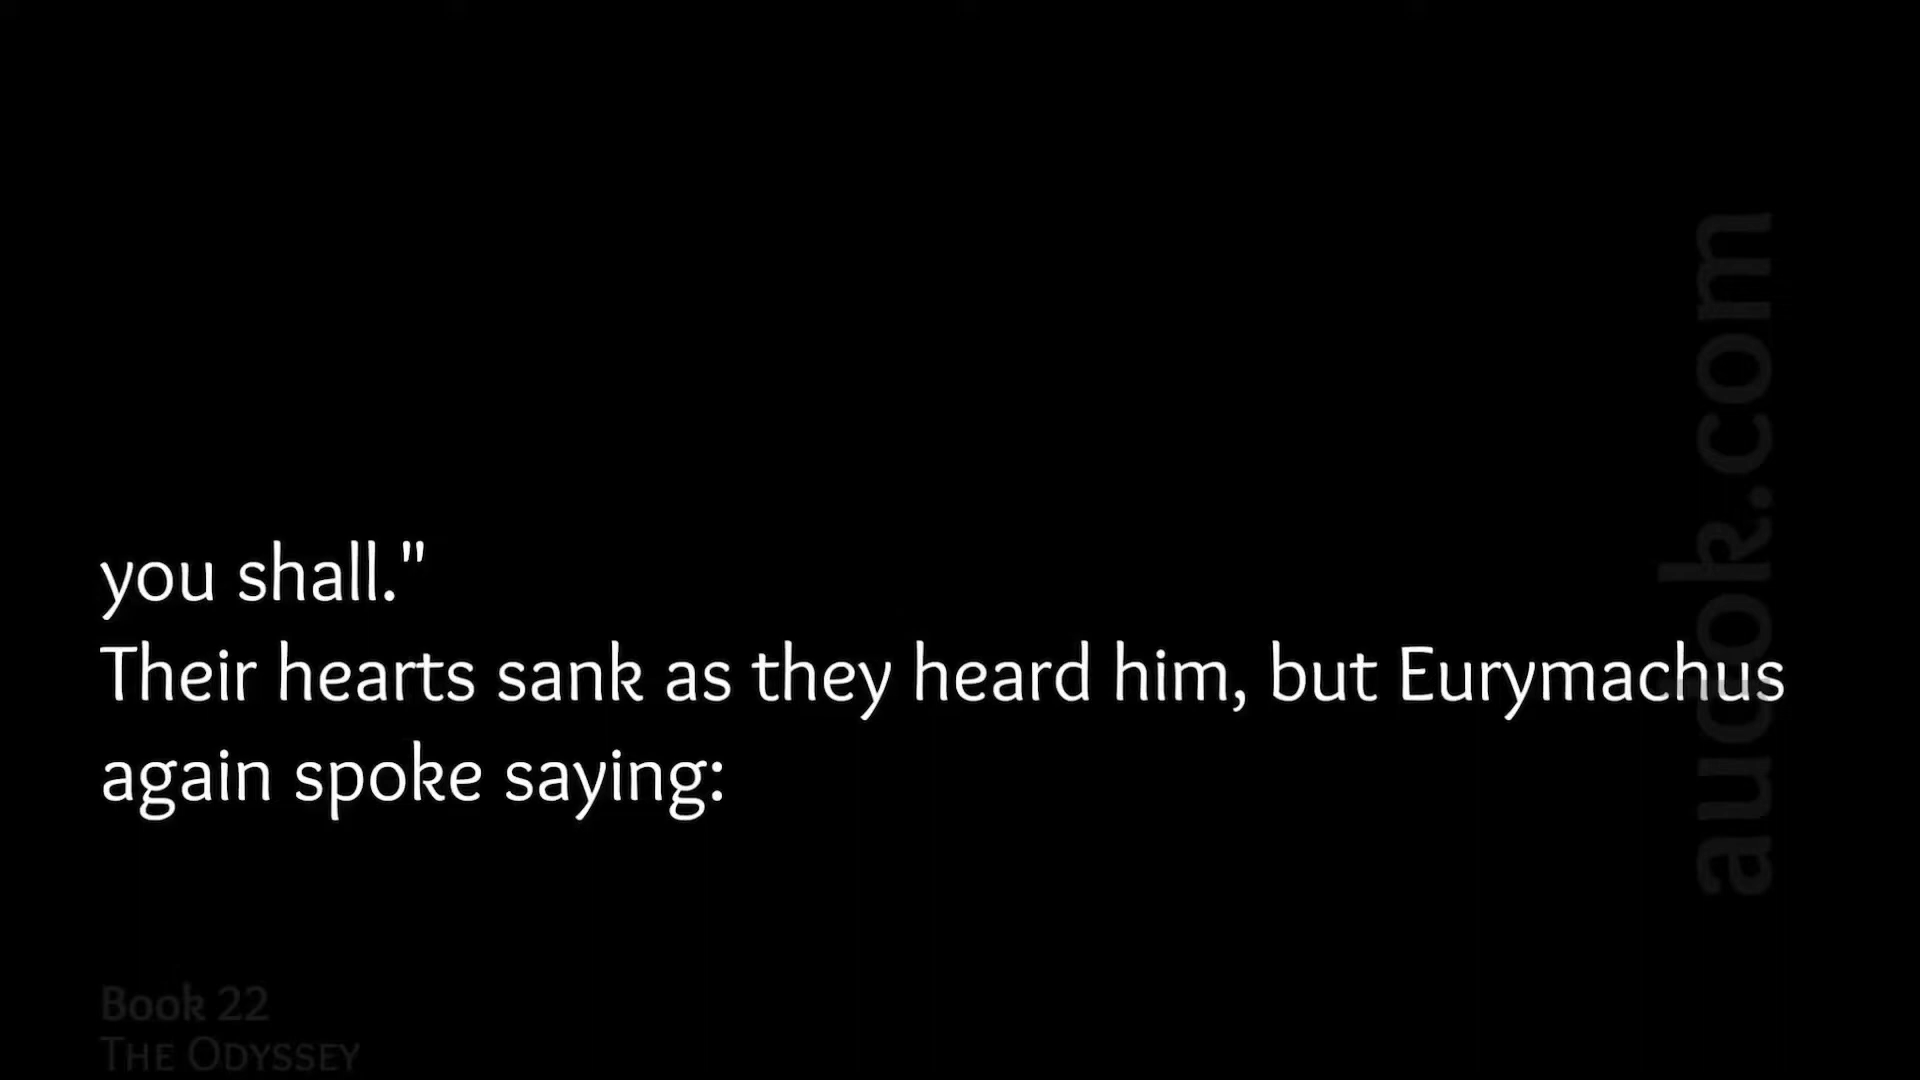 you shall."
Their hearts sank as they heard him, but Eurymachus
again spoke saying:
Book 22
THE ODYSSEY
aucok.com